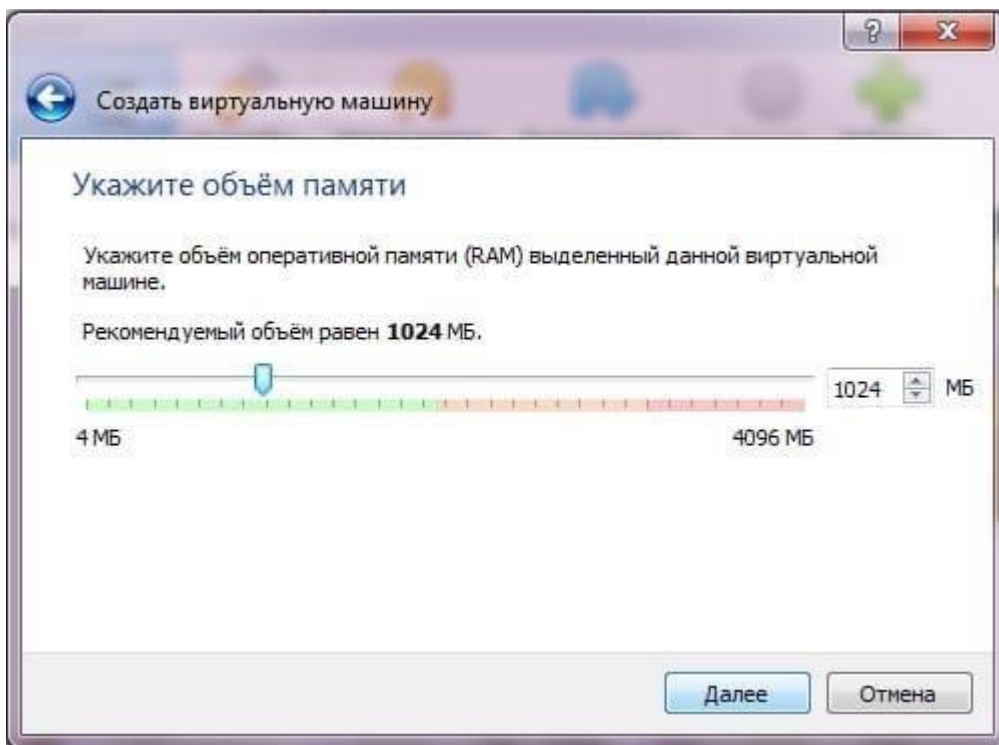 Создать виртуальную машину
Укажите объём памяти
Укажите объём оперативной памяти (RAM) выделенный данной виртуальной
машине.
Рекомендуемый объём равен 1024 МБ.
1024 МБ
4 МБ 4096 МБ
Далее Отмена